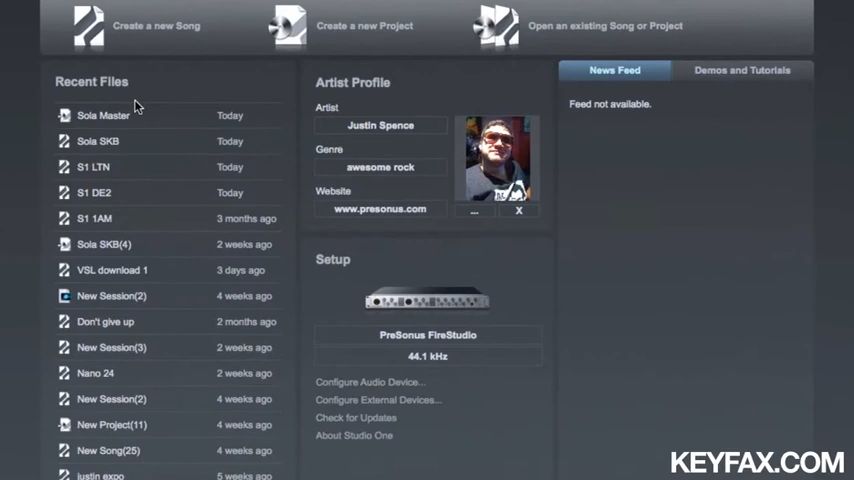 Create a new Song
Create a new Project
Open an existing Song or Project
Recent Files
Sola Master Today
Sola SKB Today
S1 LTN Today
S1 DE2 Today
S1 1AM 3 months ago
Sola SKB(4) 2 weeks ago
VSL download 1 3 days ago
New Session(2) 4 weeks ago
Don't give up 2 months ago
New Session(3) 2 weeks ago
Nano 24 2 weeks ago
New Session(2) 4 weeks ago
New Project(11) 4 weeks ago
New Song(25) 4 weeks ago
justin expo 5 weeks ago
Artist Profile
Artist
Justin Spence
Genre
awesome rock
Website
www.presonus.com
...
X
Setup
PreSonus FireStudio
44.1 kHz
Configure Audio Device...
Configure External Devices...
Check for Updates
About Studio One
News Feed
Demos and Tutorials
Feed not available.
KEYFAX.COM